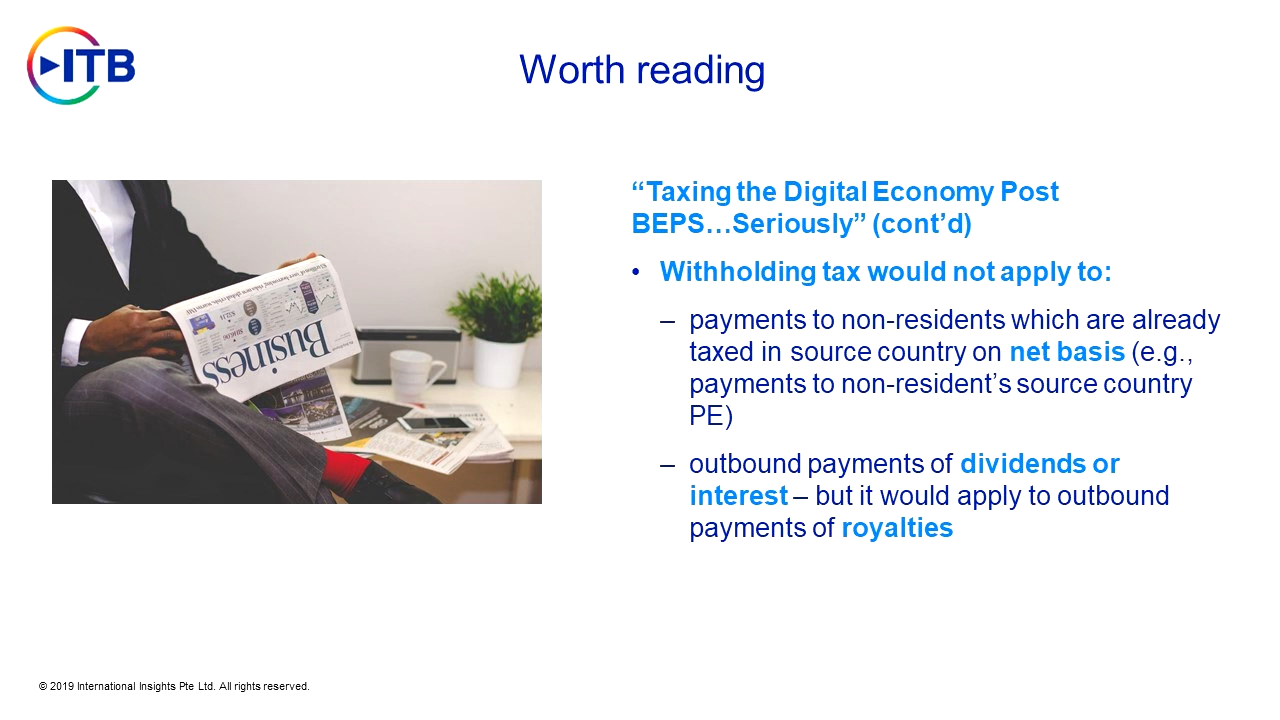 ITB
Worth reading
“Taxing the Digital Economy Post
BEPS…Seriously” (cont’d)
• Withholding tax would not apply to:
– payments to non-residents which are already
taxed in source country on net basis (e.g.,
payments to non-resident’s source country
PE)
– outbound payments of dividends or
interest – but it would apply to outbound
payments of royalties
Business
© 2019 International Insights Pte Ltd. All rights reserved.